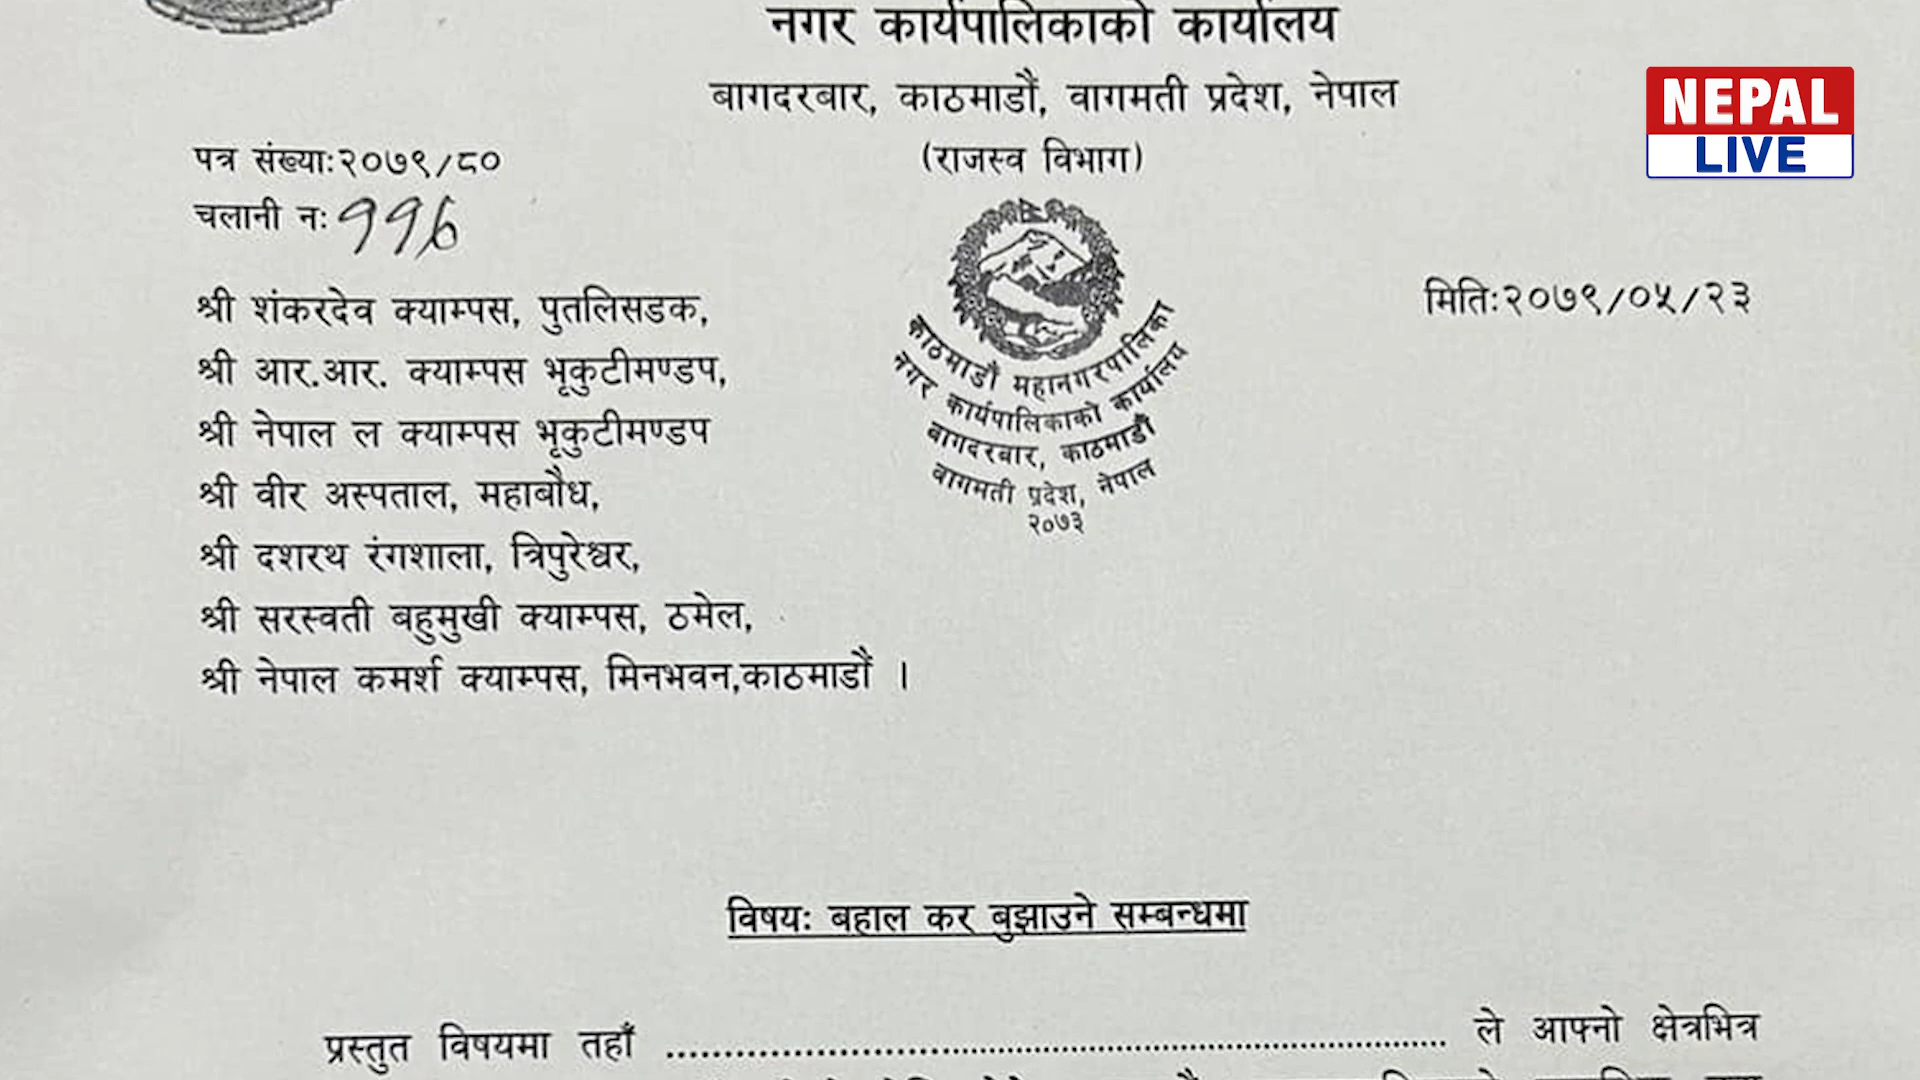 नगर कार्यपालिकाको कार्यालय
बागदरबार, काठमाडौं, वागमती प्रदेश, नेपाल
(राजस्व विभाग)
NEPAL
LIVE
पत्र संख्या:२०७९/८०
चलानी न:
मिति:२०७९/०५/२३
श्री शंकरदेव क्याम्पस, पुतलिसडक,
श्री आर.आर. क्याम्पस भृकुटीमण्डप,
श्री नेपाल ल क्याम्पस भृकुटीमण्डप
श्री वीर अस्पताल, महाबौध,
श्री दशरथ रंगशाला, त्रिपुरेश्वर,
श्री सरस्वती बहुमुखी क्याम्पस, ठमेल,
श्री नेपाल कमर्श क्याम्पस, मिनभवन,काठमाडौं ।
काठमाडौं महानगरपालिका
नगर कार्यपालिकाको कार्यालय
बागदरबार, काठमाडौं
वागमती प्रदेश, नेपाल
२०७३
विषय: बहाल कर बुझाउने सम्बन्धमा
प्रस्तुत विषयमा तहाँ ........................................ ले आफ्नो क्षेत्रभित्र